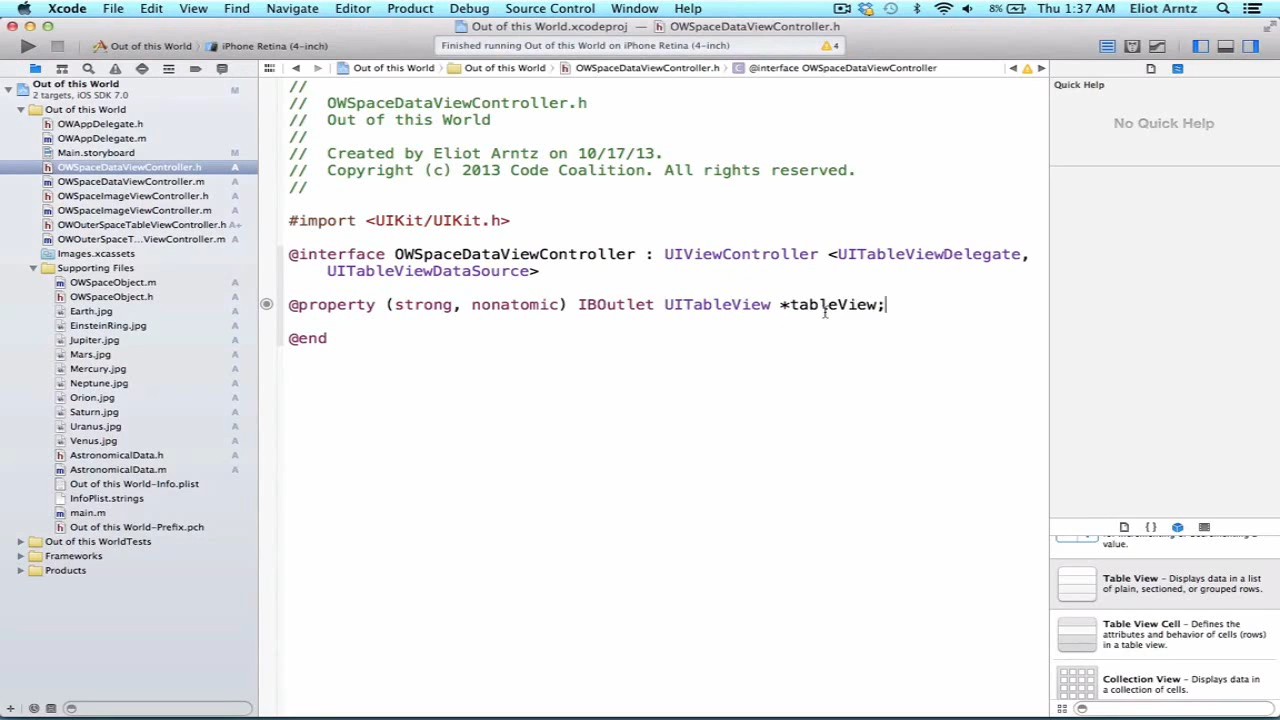 Xcode File Edit View Find Navigate Editor Product Debug Source Control Window Help 8% Thu 1:37 AM Eliot Arntz
Out of this World.xcodeproj — OWSpaceDataViewController.h
Out of this World iPhone Retina (4-inch) Finished running Out of this World on iPhone Retina (4-inch) 4
Out of this World Out of this World OWSpaceDataViewController.h @interface OWSpaceDataViewController
Out of this World
2 targets, iOS SDK 7.0 M
Out of this World
OWAppDelegate.h
OWAppDelegate.m
Main.storyboard M
OWSpaceDataViewController.h A
OWSpaceDataViewController.m A
OWSpaceImageViewController.h A
OWSpaceImageViewController.m A
OWOuterSpaceTableViewController.h A+
OWOuterSpaceT...ViewController.m A
Images.xcassets
Supporting Files
OWSpaceObject.m A
OWSpaceObject.h A
Earth.jpg A
EinsteinRing.jpg A
Jupiter.jpg A
Mars.jpg A
Mercury.jpg A
Neptune.jpg A
Orion.jpg A
Saturn.jpg A
Uranus.jpg A
Venus.jpg A
AstronomicalData.h A
AstronomicalData.m A
Out of this World-Info.plist
InfoPlist.strings
main.m
Out of this World-Prefix.pch
Out of this WorldTests
Frameworks
Products
//
// OWSpaceDataViewController.h
// Out of this World
//
// Created by Eliot Arntz on 10/17/13.
// Copyright (c) 2013 Code Coalition. All rights reserved.
//
#import <UIKit/UIKit.h>
@interface OWSpaceDataViewController : UIViewController <UITableViewDelegate,
UITableViewDataSource>
@property (strong, nonatomic) IBOutlet UITableView *tableView;
@end
Quick Help
No Quick Help
value.
Table View – Displays data in a list
of plain, sectioned, or grouped rows.
Table View Cell – Defines the
attributes and behavior of cells (rows)
in a table view.
Collection View – Displays data in
a collection of cells.